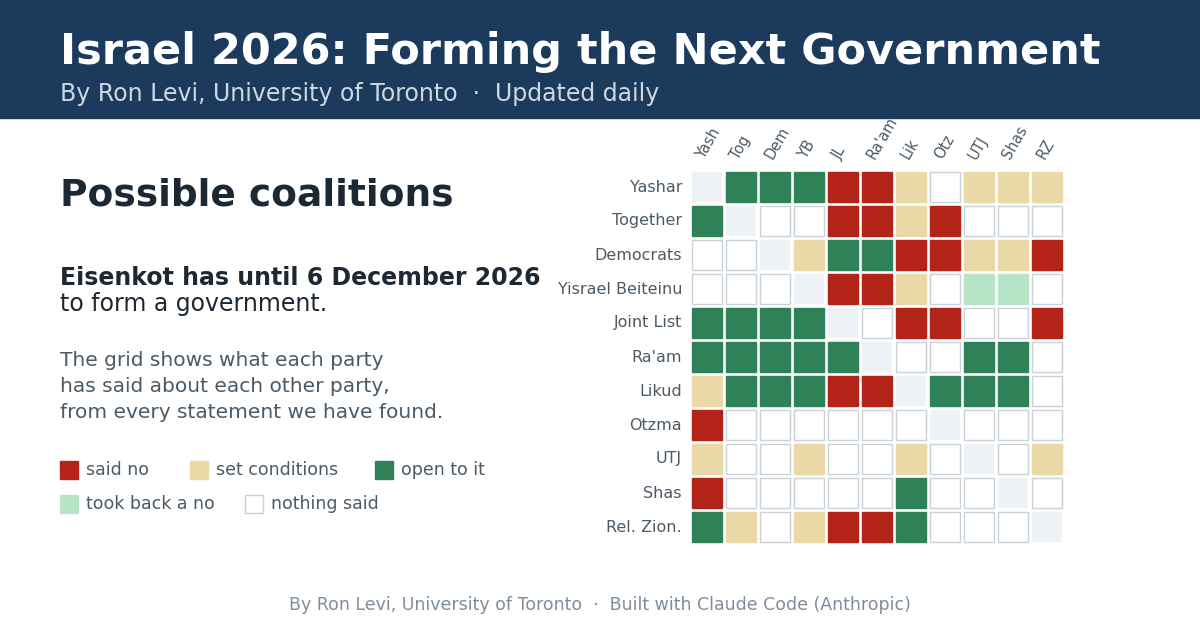 Israel 2026: Forming the Next Government
By Ron Levi, University of Toronto · Updated daily
Possible coalitions
Eisenkot has until 6 December 2026
to form a government.
The grid shows what each party
has said about each other party,
from every statement we have found.
said no
set conditions
open to it
took back a no
nothing said
Yash
Tog
Dem
YB
JL
Ra'am
Lik
Otz
UTJ
Shas
RZ
Yashar
Together
Democrats
Yisrael Beiteinu
Joint List
Ra'am
Likud
Otzma
UTJ
Shas
Rel. Zion.
By Ron Levi, University of Toronto · Built with Claude Code (Anthropic)